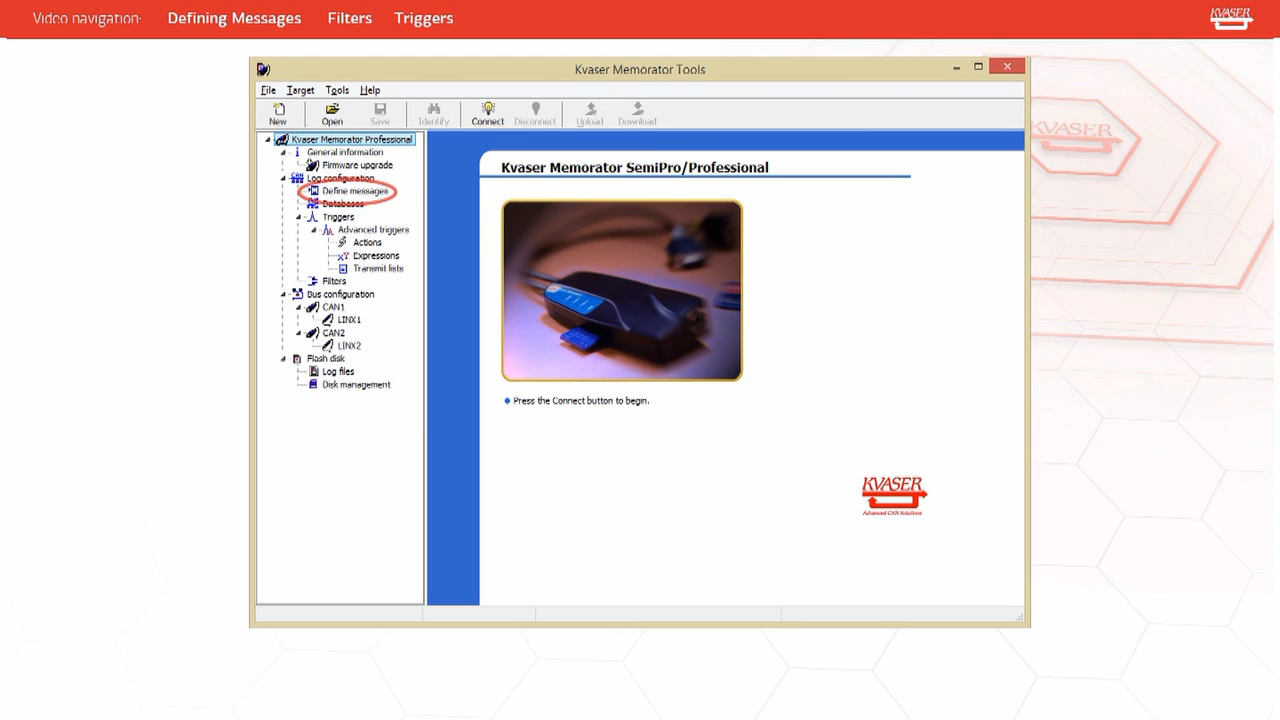 Video navigation:
Defining Messages
Filters
Triggers
KVASER
Kvaser Memorator Tools
File Target Tools Help
New Open Save Identify Connect Disconnect Upload Download
Kvaser Memorator Professional
General information
Firmware upgrade
Log configuration
Define messages
Databases
Triggers
Advanced triggers
Actions
Expressions
Transmit lists
Filters
Bus configuration
CAN1
LINX1
CAN2
LINX2
Flash disk
Log files
Disk management
Kvaser Memorator SemiPro/Professional
Press the Connect button to begin.
KVASER
Advanced CAN Solutions
KVASER